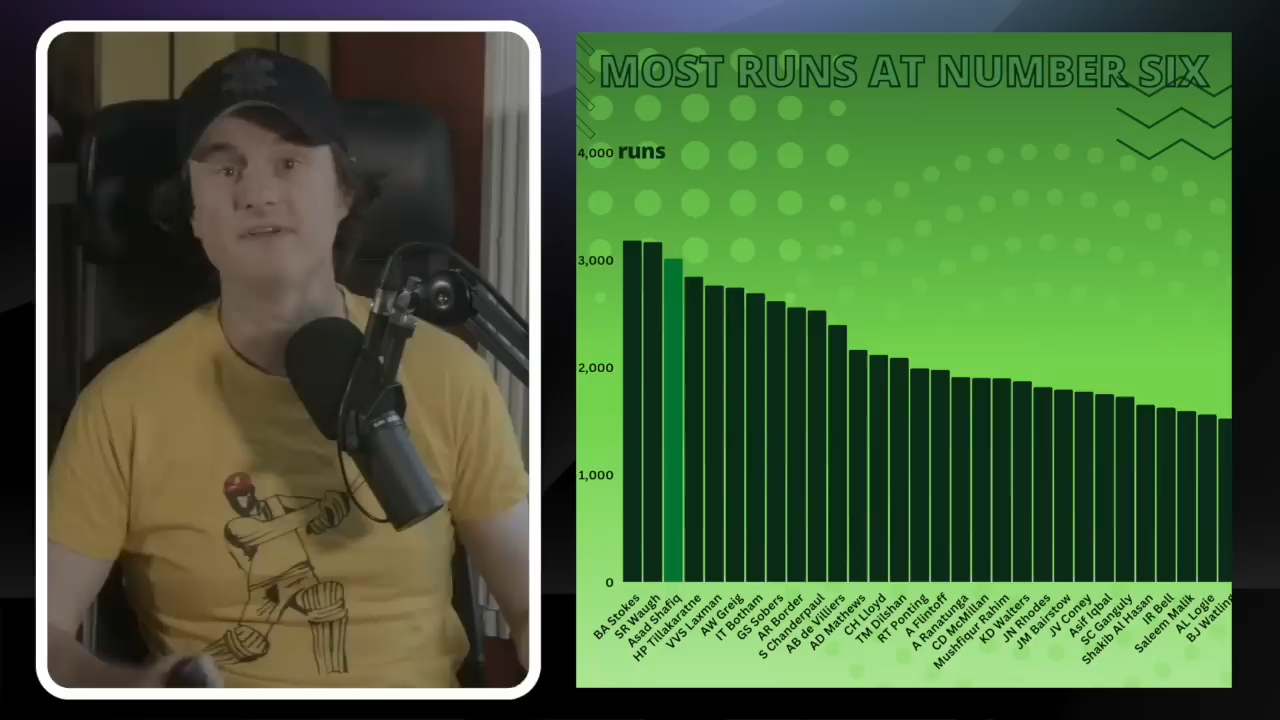 MOST RUNS AT NUMBER SIX
4,000 runs
3,000
2,000
1,000
0
BA Stokes
SR Waugh
Asad Shafiq
HP Tillakaratne
VVS Laxman
AW Greig
IT Botham
GS Sobers
AR Border
S Chanderpaul
AB de Villiers
AD Mathews
CH Lloyd
TM Dilshan
RT Ponting
A Flintoff
A Ranatunga
CD McMillan
Mushfiqur Rahim
KD Walters
JN Rhodes
JM Bairstow
JV Coney
Asif Iqbal
SC Ganguly
Shakib Al Hasan
IR Bell
Saleem Malik
AL Logie
BJ Watling